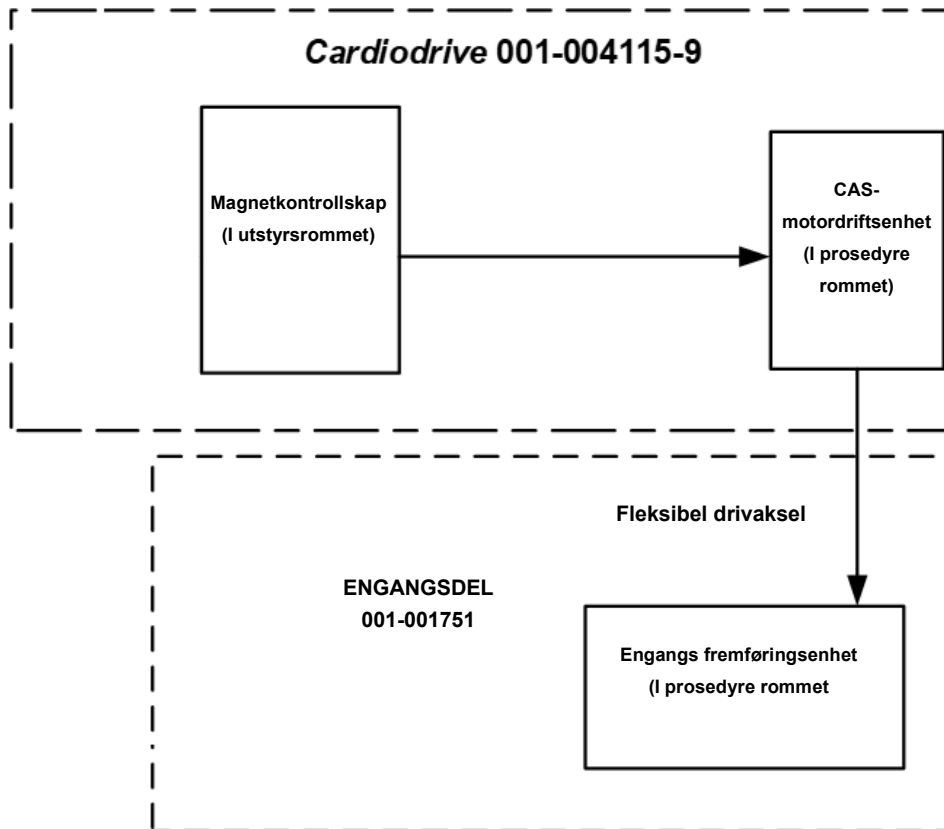 Cardiodrive 001-004115-9
Magnetkontrollskap
(I utstyrsrommet)
CAS-
motordriftsenhet
(I prosedyre
rommet)
Fleksibel drivaksel
ENGANGSDEL
001-001751
Engangs fremføringsenhet
(I prosedyre rommet